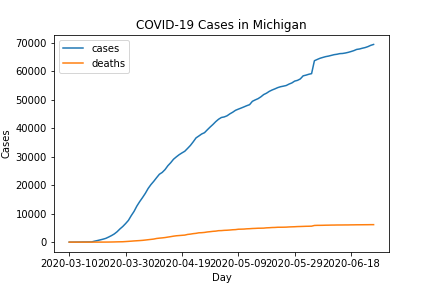 COVID-19 Cases in Michigan
cases
deaths
70000
60000
50000
40000
30000
20000
10000
0
Cases
2020-03-10 2020-03-30 2020-04-19 2020-05-09 2020-05-29 2020-06-18
Day